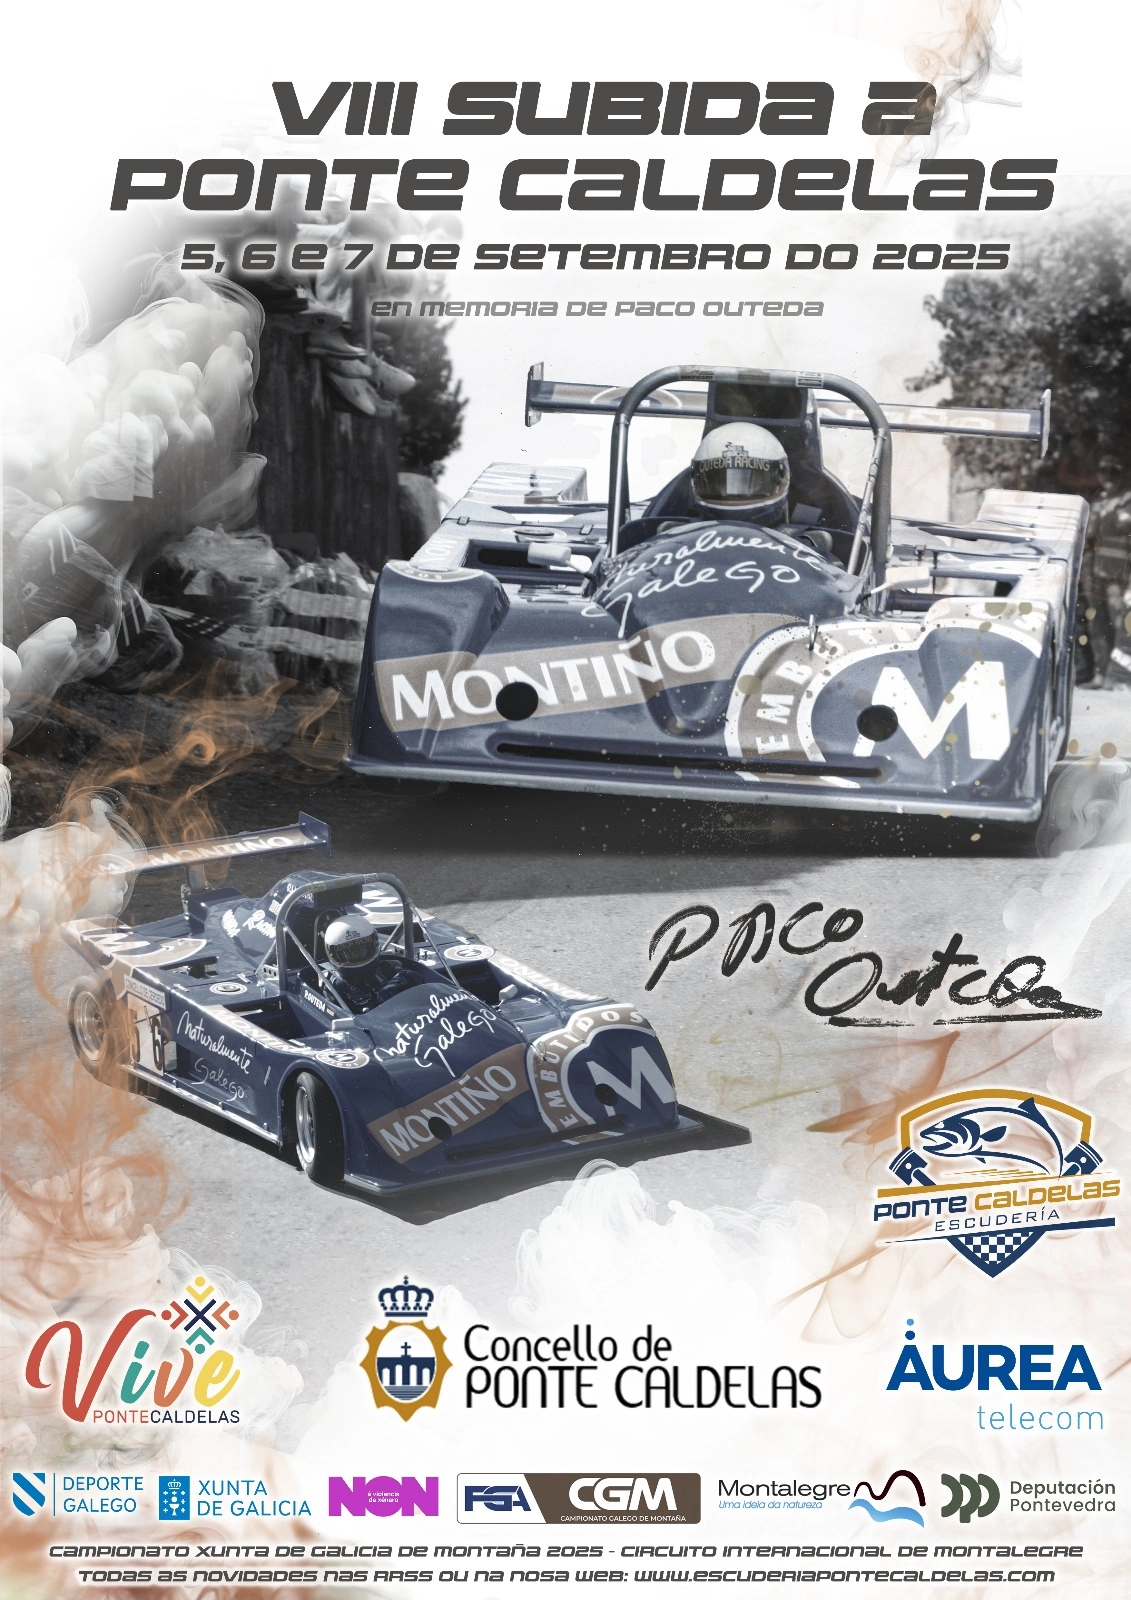 VIII SUBIDA A
PONTE CALDELAS
5, 6 e 7 DE SETEMBRO DO 2025
EN MEMORIA DE PACO OUTEDA
OUTEDA RACING
Naturalmente
Galego
MONTIÑO
EMBUTIDOS
M
MONTIÑO
M
P.OUTEDA
Naturalmente
Galego
Naturalmente
Galego
MONTIÑO
EMBUTIDOS
M
PACO
Outeda
PONTE CALDELAS
ESCUDERÍA
Vive
PONTECALDELAS
Concello de
PONTE CALDELAS
ÁUREA
telecom
DEPORTE
GALEGO
XUNTA
DE GALICIA
NON
á violencia
de xénero
FGA
CGM
CAMPIONATO GALEGO DE MONTAÑA
Montalegre
Uma ideia da natureza
Deputación
Pontevedra
CAMPIONATO XUNTA DE GALICIA DE MONTAÑA 2025 - CIRCUITO INTERNACIONAL DE MONTALEGRE
TODAS AS NOVIDADES NAS RRSS OU NA NOSA WEB: WWW.ESCUDERIAPONTECALDELAS.COM